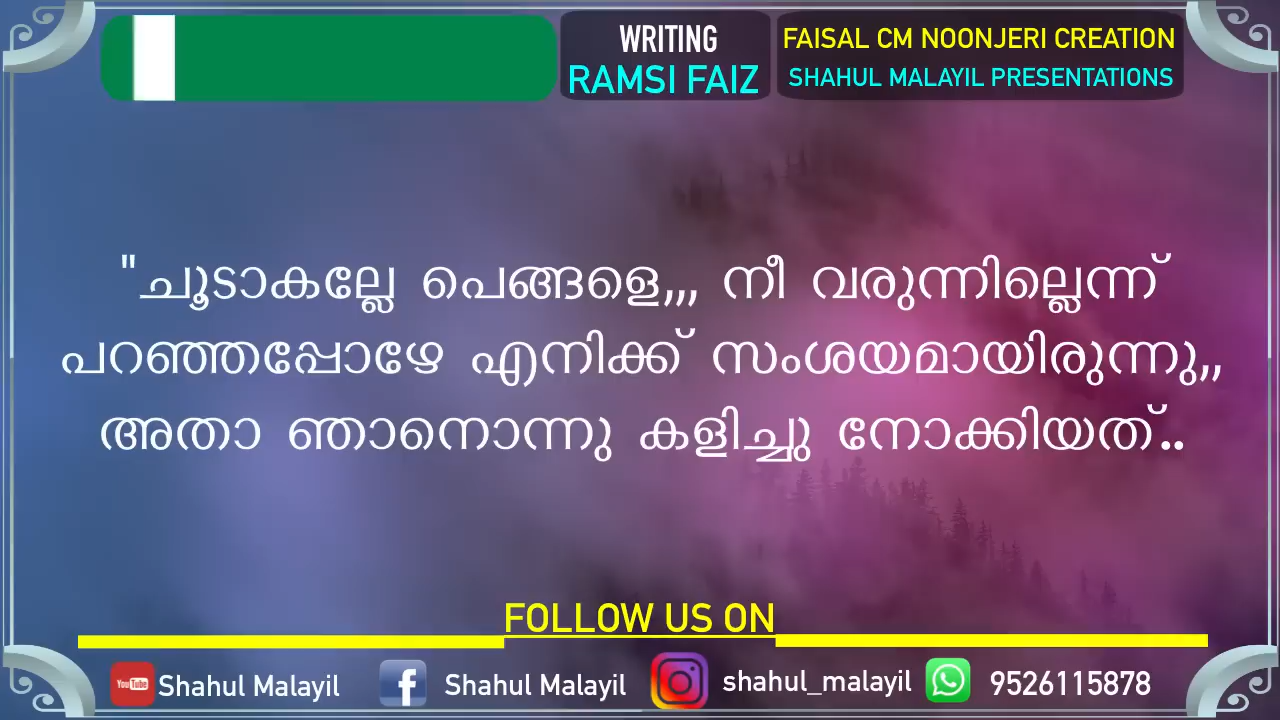 WRITING
RAMSI FAIZ
FAISAL CM NOONJERI CREATION
SHAHUL MALAYIL PRESENTATIONS
"ചൂടാകല്ലേ പെങ്ങളെ,,, നീ വരുന്നില്ലെന്ന്
പറഞ്ഞപ്പോഴേ എനിക്ക് സംശയമായിരുന്നു,,
അതാ ഞാനൊന്നു കളിച്ചു നോക്കിയത്..
FOLLOW US ON
YouTube Shahul Malayil
Shahul Malayil
shahul_malayil
9526115878